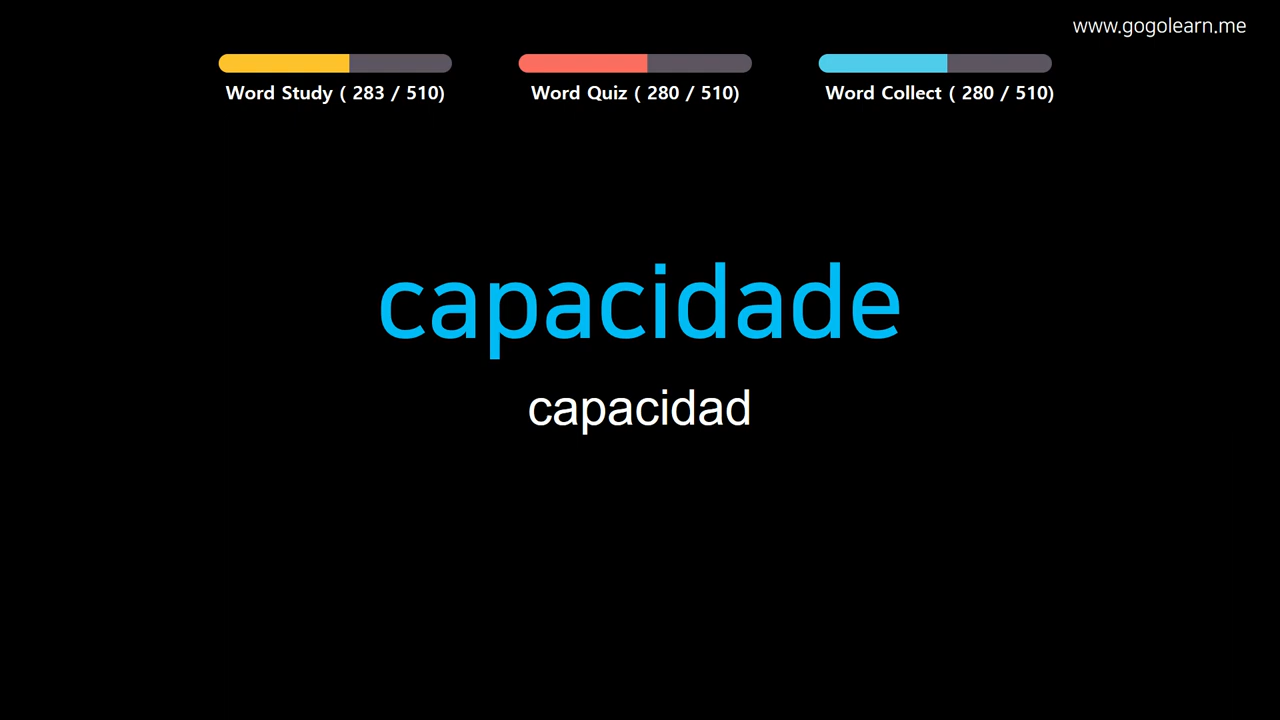 www.gogolearn.me
Word Study ( 283 / 510)
Word Quiz ( 280 / 510)
Word Collect ( 280 / 510)
capacidade
capacidad